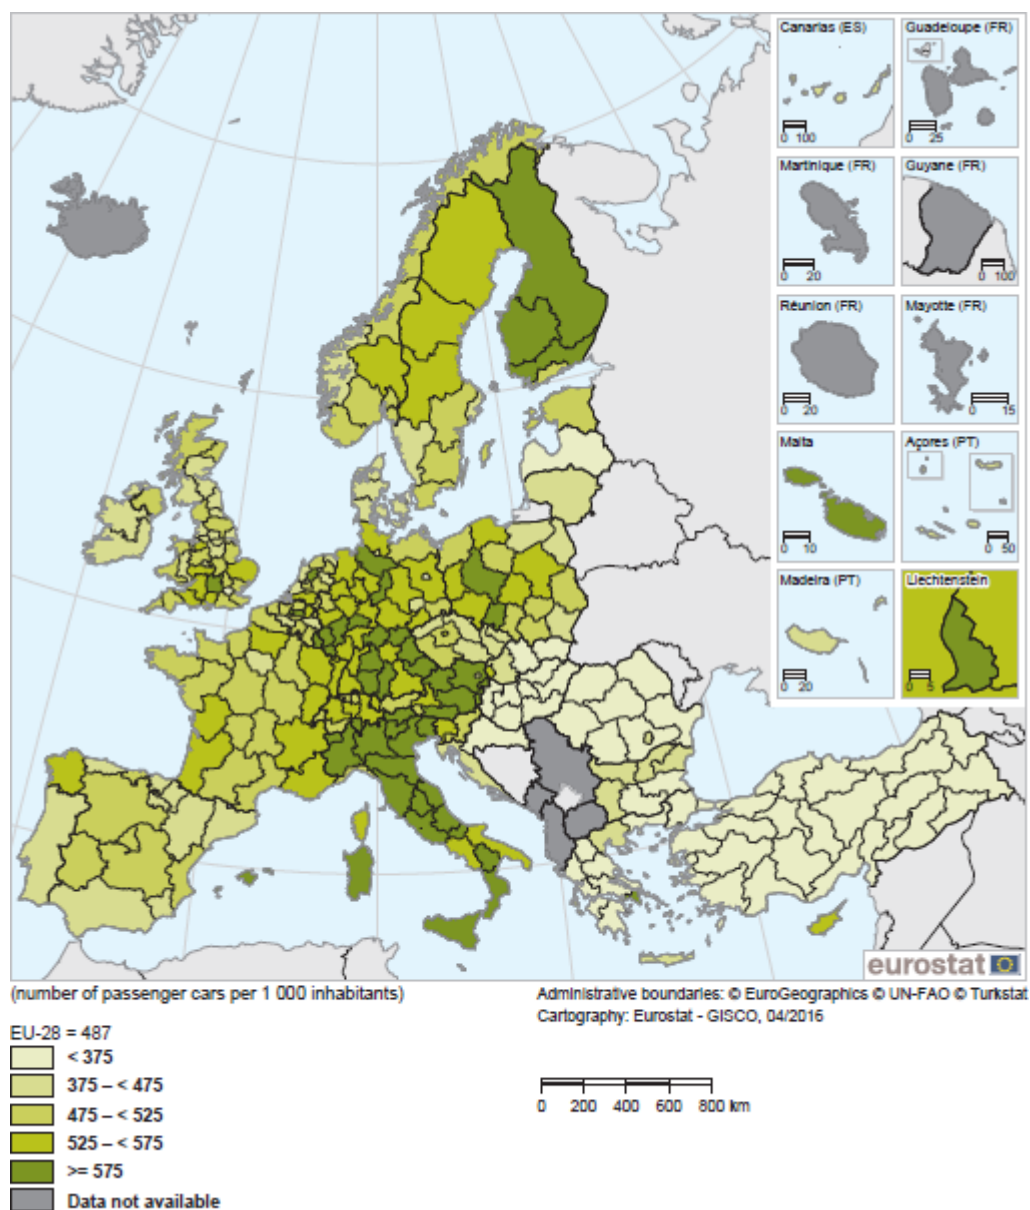 Canarias (ES)
0 100
Guadeloupe (FR)
0 25
Martinique (FR)
0 20
Guyane (FR)
0 100
Réunion (FR)
0 20
Mayotte (FR)
0 15
Malta
0 10
Açores (PT)
0 50
Madeira (PT)
0 20
Liechtenstein
0 5
eurostat
(number of passenger cars per 1 000 inhabitants)
Administrative boundaries: © EuroGeographics © UN-FAO © Turkstat
Cartography: Eurostat - GISCO, 04/2016
EU-28 = 487
< 375
375 – < 475
475 – < 525
525 – < 575
>= 575
Data not available
0 200 400 600 800 km